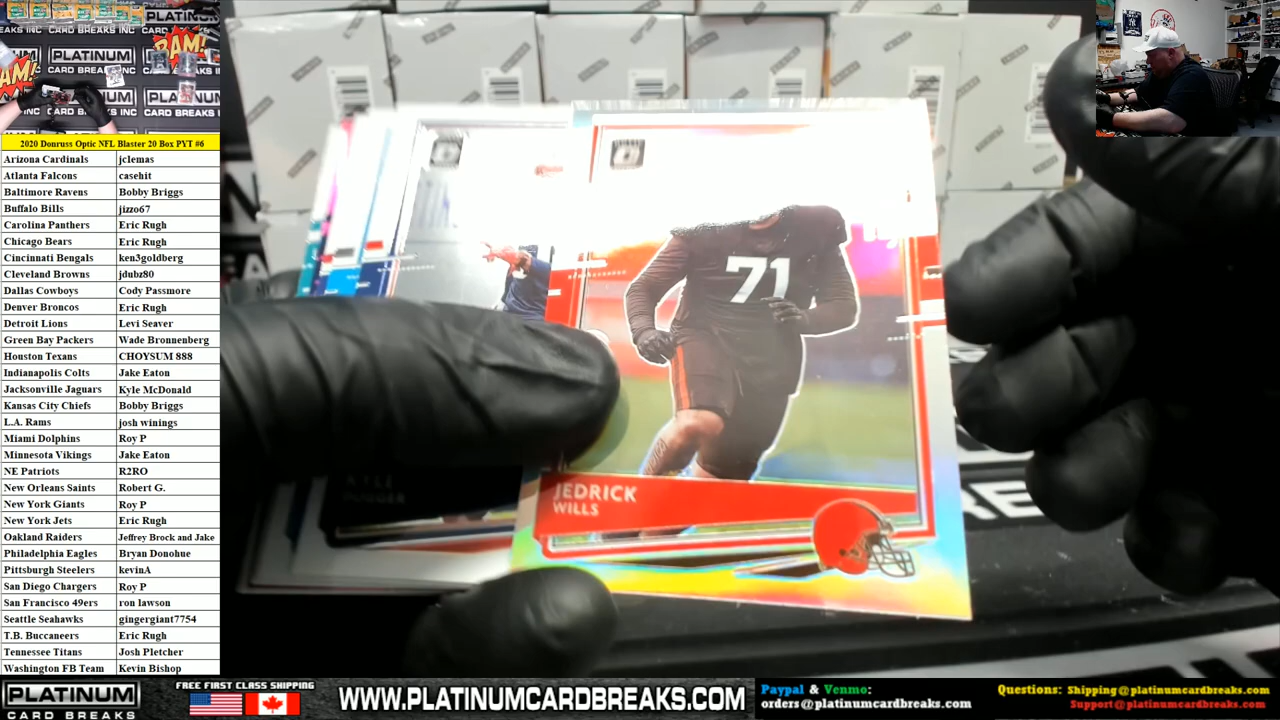 2020 Donruss Optic NFL Blaster 20 Box PYT #6
Arizona Cardinals jclemas
Atlanta Falcons casehit
Baltimore Ravens Bobby Briggs
Buffalo Bills jizzo67
Carolina Panthers Eric Rugh
Chicago Bears Eric Rugh
Cincinnati Bengals ken3goldberg
Cleveland Browns jdubz80
Dallas Cowboys Cody Passmore
Denver Broncos Eric Rugh
Detroit Lions Levi Seaver
Green Bay Packers Wade Bronnenberg
Houston Texans CHOYSUM 888
Indianapolis Colts Jake Eaton
Jacksonville Jaguars Kyle McDonald
Kansas City Chiefs Bobby Briggs
L.A. Rams josh winings
Miami Dolphins Roy P
Minnesota Vikings Jake Eaton
NE Patriots R2RO
New Orleans Saints Robert G.
New York Giants Roy P
New York Jets Eric Rugh
Oakland Raiders Jeffrey Brock and Jake
Philadelphia Eagles Bryan Donohue
Pittsburgh Steelers kevinA
San Diego Chargers Roy P
San Francisco 49ers ron lawson
Seattle Seahawks gingergiant7754
T.B. Buccaneers Eric Rugh
Tennessee Titans Josh Pletcher
Washington FB Team Kevin Bishop
BREAKS INC
CARD BREAKS INC
PLATINUM
CARD BREAKS INC
PLATINUM
BAM!
BAM!
71
JEDRICK
WILLS
KYLE
DUGGER
PLATINUM
CARD BREAKS
FREE FIRST CLASS SHIPPING
WWW.PLATINUMCARDBREAKS.COM
Paypal & Venmo:
orders@platinumcardbreaks.com
Questions: Shipping@platinumcardbreaks.com
Support@platinumcardbreaks.com